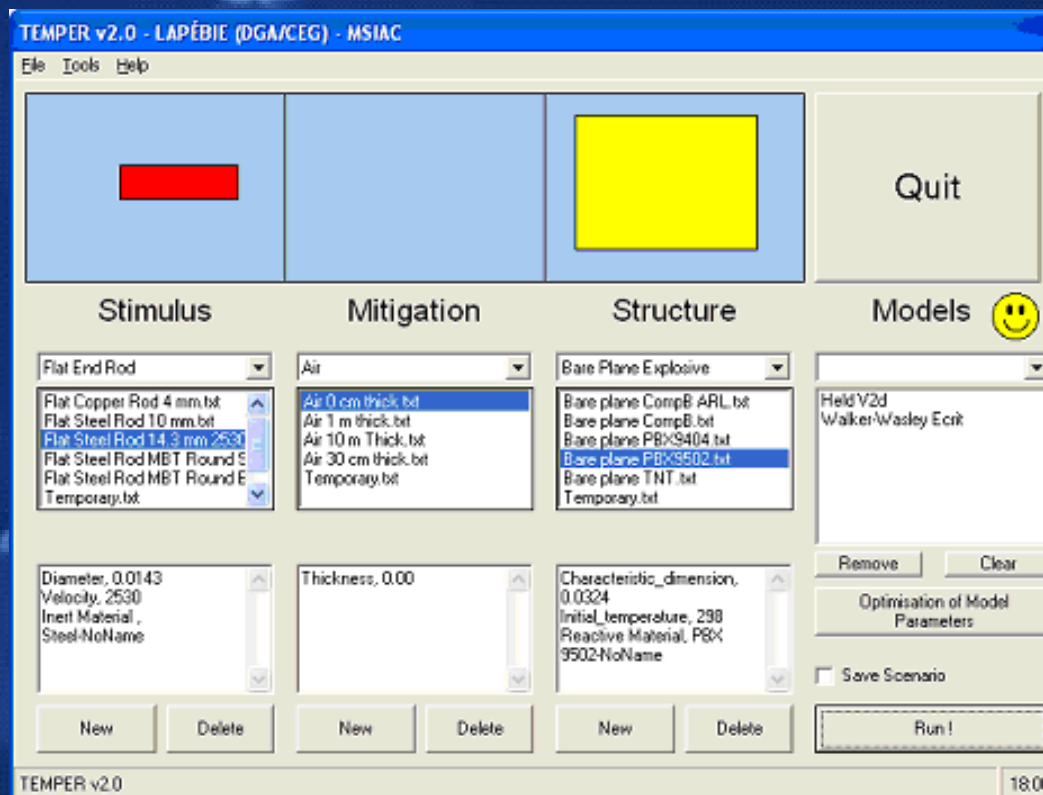 TEMPER v2.0 - LAPÉBIE (DGA/CEG) - MSIAC
File Tools Help
Quit
Stimulus
Mitigation
Structure
Models
Flat End Rod
Air
Bare Plane Explosive
Flat Copper Rod 4 mm.txt
Flat Steel Rod 10 mm.txt
Flat Steel Rod 14.3 mm 2530
Flat Steel Rod MBT Round S
Flat Steel Rod MBT Round E
Temporary.txt
Air 0 cm thick.txt
Air 1 m thick.txt
Air 10 m Thick.txt
Air 30 cm thick.txt
Temporary.txt
Bare plane CompB ARL.txt
Bare plane CompB.txt
Bare plane PBX9404.txt
Bare plane PBX9502.txt
Bare plane TNT.txt
Temporary.txt
Held V2d
Walker-Wasley Ecrit
Remove
Clear
Optimisation of Model
Parameters
Save Scenario
Run !
Diameter, 0.0143
Velocity, 2530
Inert Material ,
Steel-NoName
Thickness, 0.00
Characteristic_dimension,
0.0324
Initial_temperature, 298
Reactive Material, PBX
9502-NoName
New
Delete
New
Delete
New
Delete
TEMPER v2.0
18:0